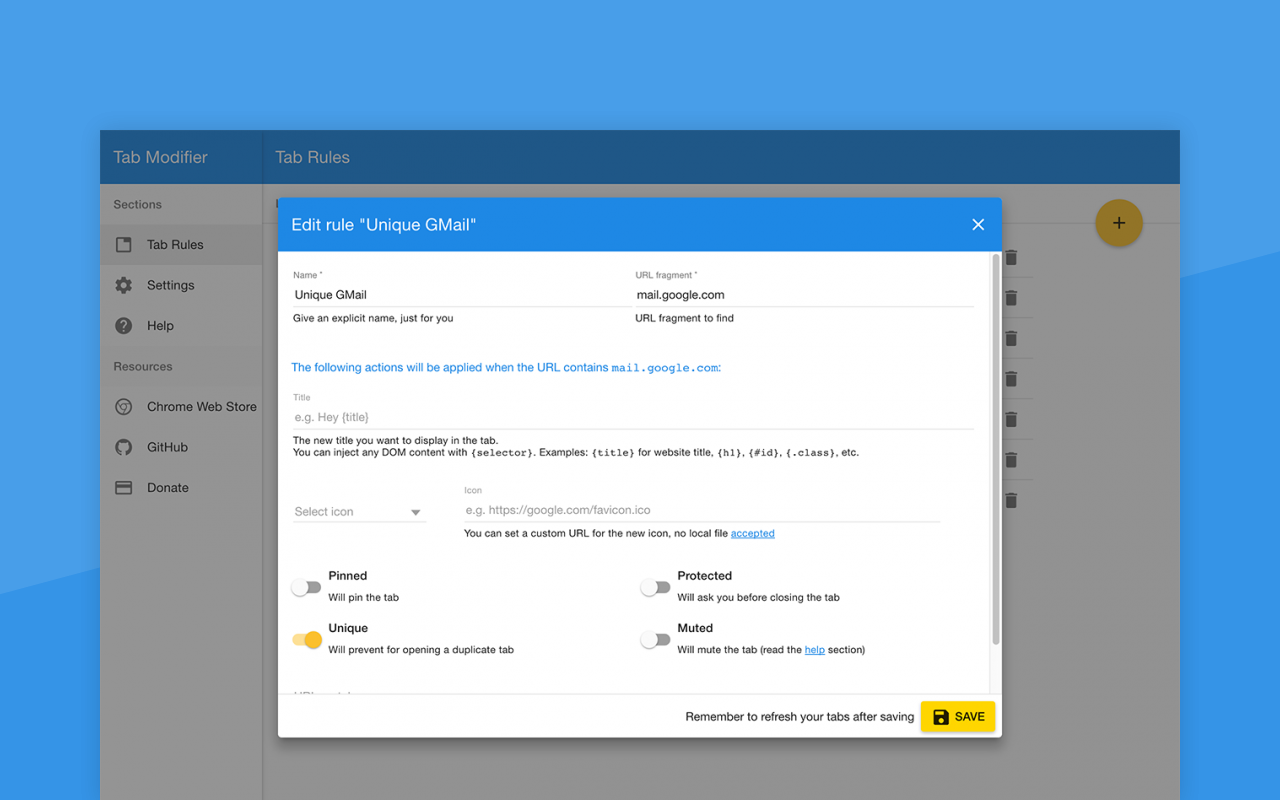 Tab Modifier
Tab Rules
Sections
Tab Rules
Settings
Help
Resources
Chrome Web Store
GitHub
Donate
Edit rule "Unique GMail"
Name *
URL fragment *
Unique GMail
mail.google.com
Give an explicit name, just for you
URL fragment to find
The following actions will be applied when the URL contains mail.google.com:
Title
e.g. Hey {title}
The new title you want to display in the tab.
You can inject any DOM content with {selector}. Examples: {title} for website title, {h1}, {#id}, {.class}, etc.
Icon
Select icon
e.g. https://google.com/favicon.ico
You can set a custom URL for the new icon, no local file accepted
Pinned
Will pin the tab
Protected
Will ask you before closing the tab
Unique
Will prevent for opening a duplicate tab
Muted
Will mute the tab (read the help section)
Remember to refresh your tabs after saving
SAVE